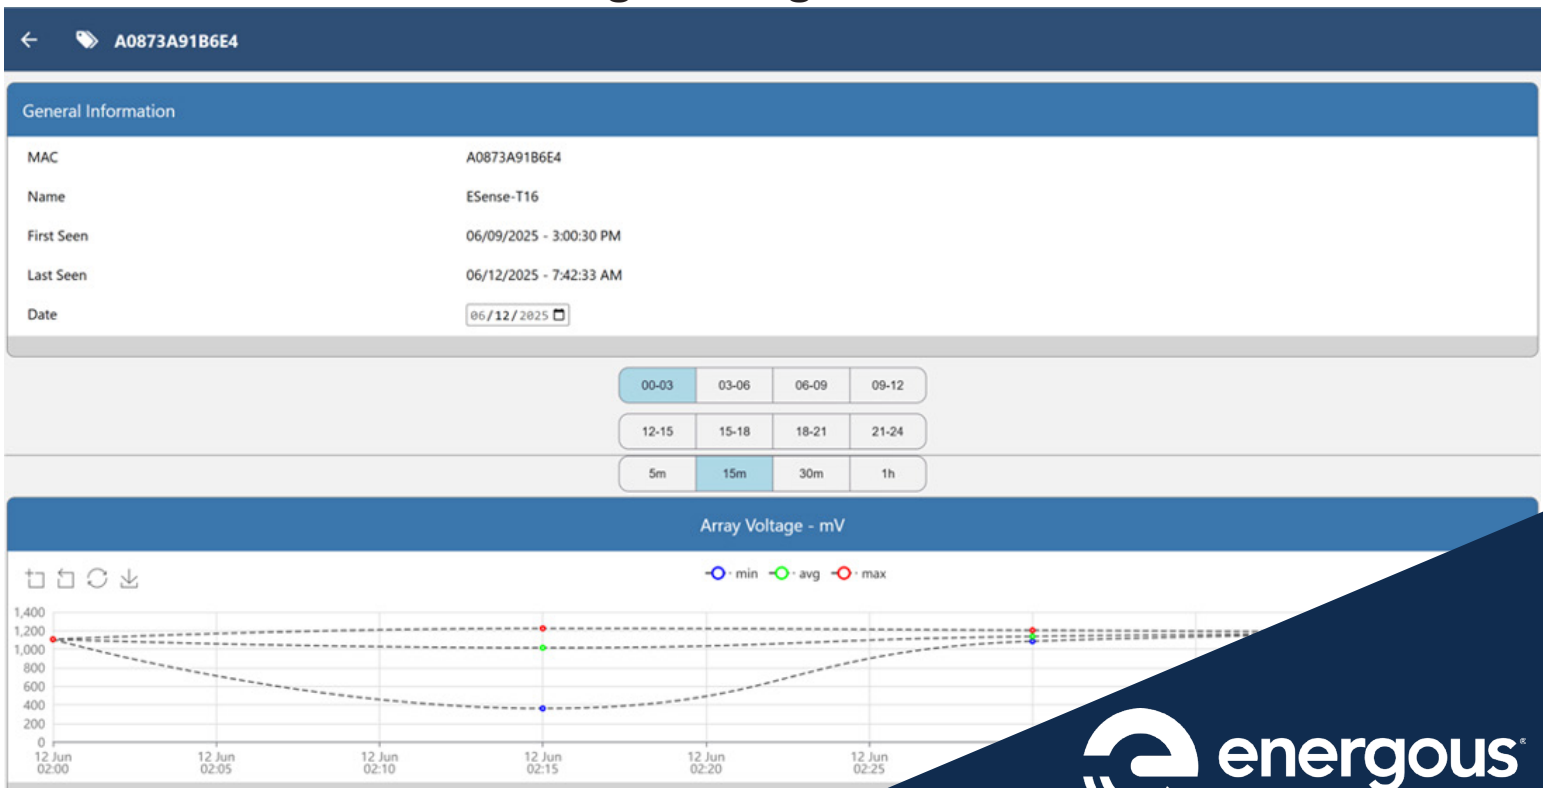 A0873A91B6E4
General Information
MAC A0873A91B6E4
Name ESense-T16
First Seen 06/09/2025 - 3:00:30 PM
Last Seen 06/12/2025 - 7:42:33 AM
Date 06/12/2025
00-03 03-06 06-09 09-12
12-15 15-18 18-21 21-24
5m 15m 30m 1h
Array Voltage - mV
min avg max
1,400
1,200
1,000
800
600
400
200
0
12 Jun 12 Jun 12 Jun 12 Jun 12 Jun 12 Jun
02:00 02:05 02:10 02:15 02:20 02:25
energous®